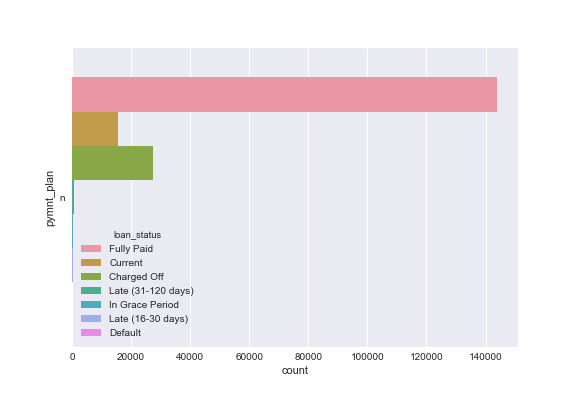 pymnt_plan
n
loan_status
Fully Paid
Current
Charged Off
Late (31-120 days)
In Grace Period
Late (16-30 days)
Default
0 20000 40000 60000 80000 100000 120000 140000
count